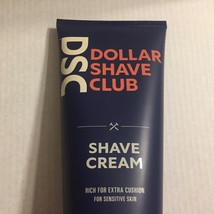 DSC
DOLLAR
SHAVE
CLUB
SHAVE
CREAM
RICH FOR EXTRA CUSHION
FOR SENSITIVE SKIN